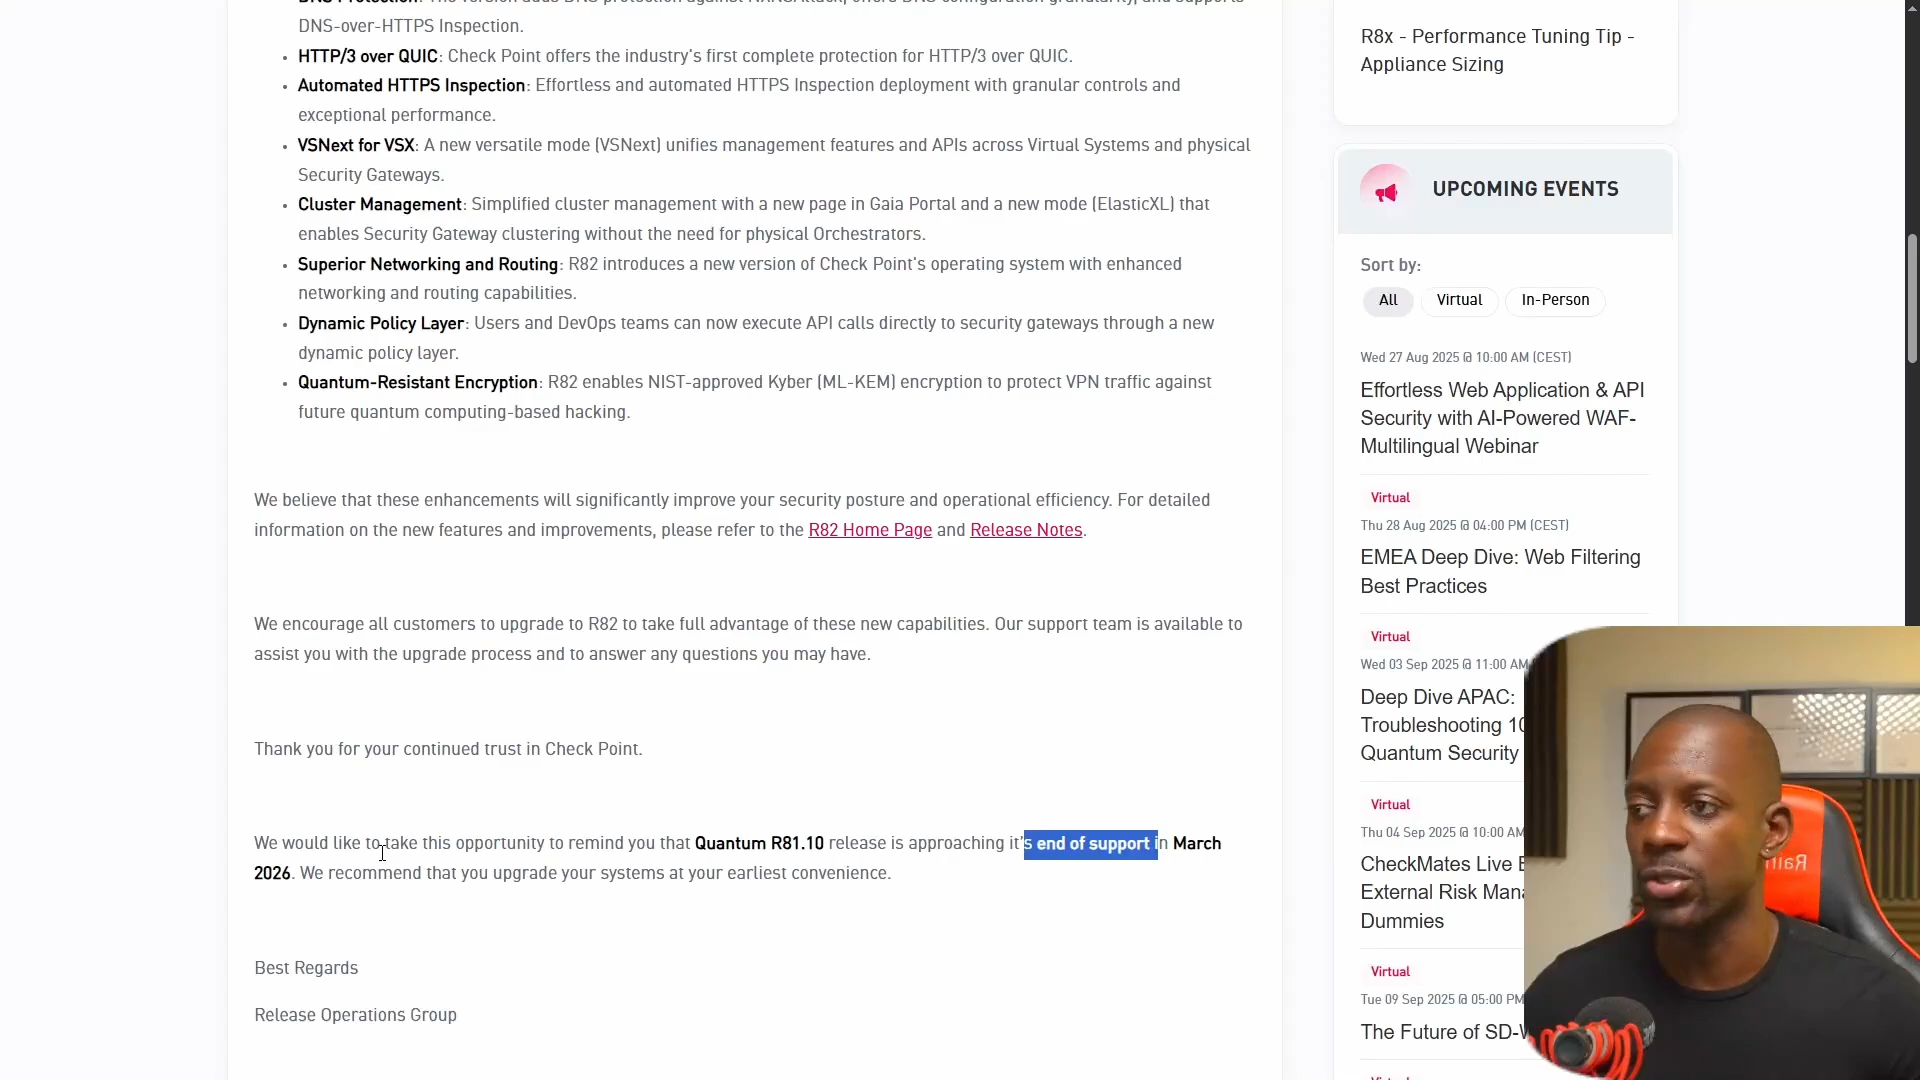 DNS-over-HTTPS Inspection.
HTTP/3 over QUIC: Check Point offers the industry's first complete protection for HTTP/3 over QUIC.
Automated HTTPS Inspection: Effortless and automated HTTPS Inspection deployment with granular controls and
exceptional performance.
VSNext for VSX: A new versatile mode (VSNext) unifies management features and APIs across Virtual Systems and physical
Security Gateways.
Cluster Management: Simplified cluster management with a new page in Gaia Portal and a new mode (ElasticXL) that
enables Security Gateway clustering without the need for physical Orchestrators.
Superior Networking and Routing: R82 introduces a new version of Check Point's operating system with enhanced
networking and routing capabilities.
Dynamic Policy Layer: Users and DevOps teams can now execute API calls directly to security gateways through a new
dynamic policy layer.
Quantum-Resistant Encryption: R82 enables NIST-approved Kyber (ML-KEM) encryption to protect VPN traffic against
future quantum computing-based hacking.
We believe that these enhancements will significantly improve your security posture and operational efficiency. For detailed
information on the new features and improvements, please refer to the R82 Home Page and Release Notes.
We encourage all customers to upgrade to R82 to take full advantage of these new capabilities. Our support team is available to
assist you with the upgrade process and to answer any questions you may have.
Thank you for your continued trust in Check Point.
We would like to take this opportunity to remind you that Quantum R81.10 release is approaching it's end of support in March
2026. We recommend that you upgrade your systems at your earliest convenience.
Best Regards
Release Operations Group
R8x - Performance Tuning Tip -
Appliance Sizing
UPCOMING EVENTS
Sort by:
All Virtual In-Person
Wed 27 Aug 2025 @ 10:00 AM (CEST)
Effortless Web Application & API
Security with AI-Powered WAF-
Multilingual Webinar
Virtual
Thu 28 Aug 2025 @ 04:00 PM (CEST)
EMEA Deep Dive: Web Filtering
Best Practices
Virtual
Wed 03 Sep 2025 @ 11:00 AM
Deep Dive APAC:
Troubleshooting
Quantum Security
Virtual
Thu 04 Sep 2025 @ 10:00 AM
CheckMates Live
External Risk
Dummies
Virtual
Tue 09 Sep 2025 @ 05:00 PM
The Future of